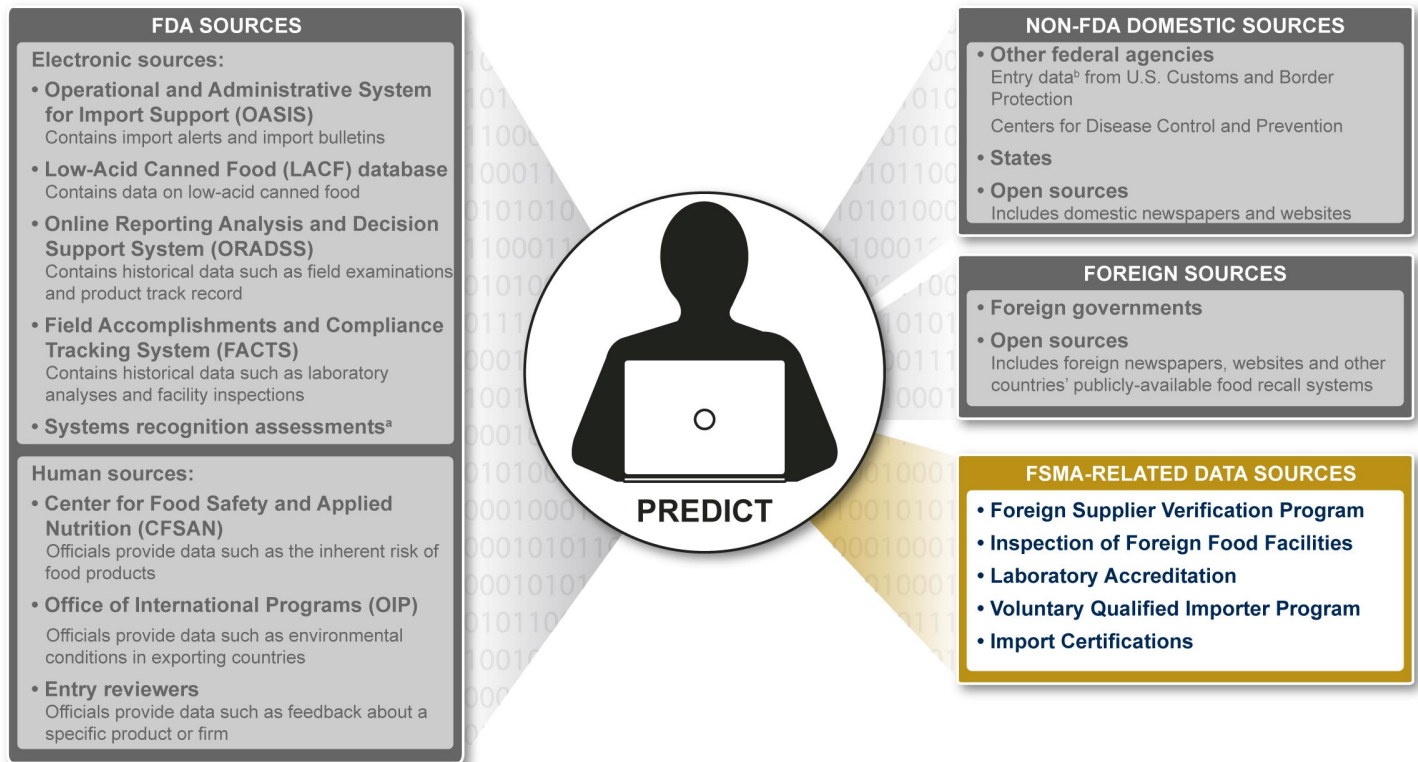 FDA SOURCES
Electronic sources:
• Operational and Administrative System
for Import Support (OASIS)
Contains import alerts and import bulletins
• Low-Acid Canned Food (LACF) database
Contains data on low-acid canned food
• Online Reporting Analysis and Decision
Support System (ORADSS)
Contains historical data such as field examinations
and product track record
• Field Accomplishments and Compliance
Tracking System (FACTS)
Contains historical data such as laboratory
analyses and facility inspections
• Systems recognition assessmentsᵃ
Human sources:
• Center for Food Safety and Applied
Nutrition (CFSAN)
Officials provide data such as the inherent risk of
food products
• Office of International Programs (OIP)
Officials provide data such as environmental
conditions in exporting countries
• Entry reviewers
Officials provide data such as feedback about a
specific product or firm
PREDICT
NON-FDA DOMESTIC SOURCES
• Other federal agencies
Entry dataᵇ from U.S. Customs and Border
Protection
Centers for Disease Control and Prevention
• States
• Open sources
Includes domestic newspapers and websites
FOREIGN SOURCES
• Foreign governments
• Open sources
Includes foreign newspapers, websites and other
countries’ publicly-available food recall systems
FSMA-RELATED DATA SOURCES
• Foreign Supplier Verification Program
• Inspection of Foreign Food Facilities
• Laboratory Accreditation
• Voluntary Qualified Importer Program
• Import Certifications